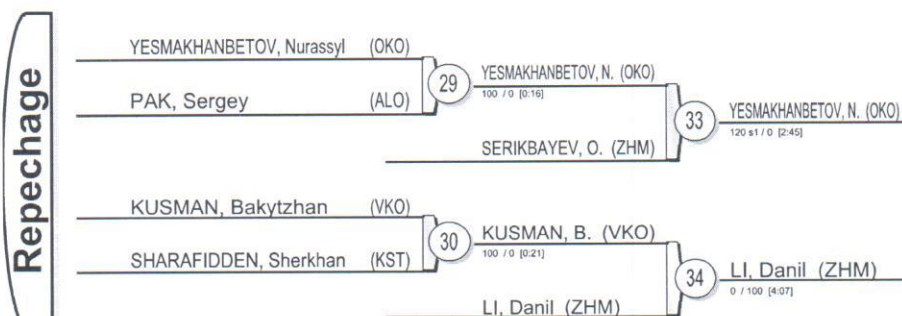 Repechage
YESMAKHANBETOV, Nurassyl (OKO)
PAK, Sergey (ALO)
29
YESMAKHANBETOV, N. (OKO)
100 / 0 [0:16]
SERIKBAYEV, O. (ZHM)
33
YESMAKHANBETOV, N. (OKO)
120 s1 / 0 [2:45]
KUSMAN, Bakytzhan (VKO)
SHARAFIDDEN, Sherkhan (KST)
30
KUSMAN, B. (VKO)
100 / 0 [0:21]
LI, Danil (ZHM)
34
LI, Danil (ZHM)
0 / 100 [4:07]